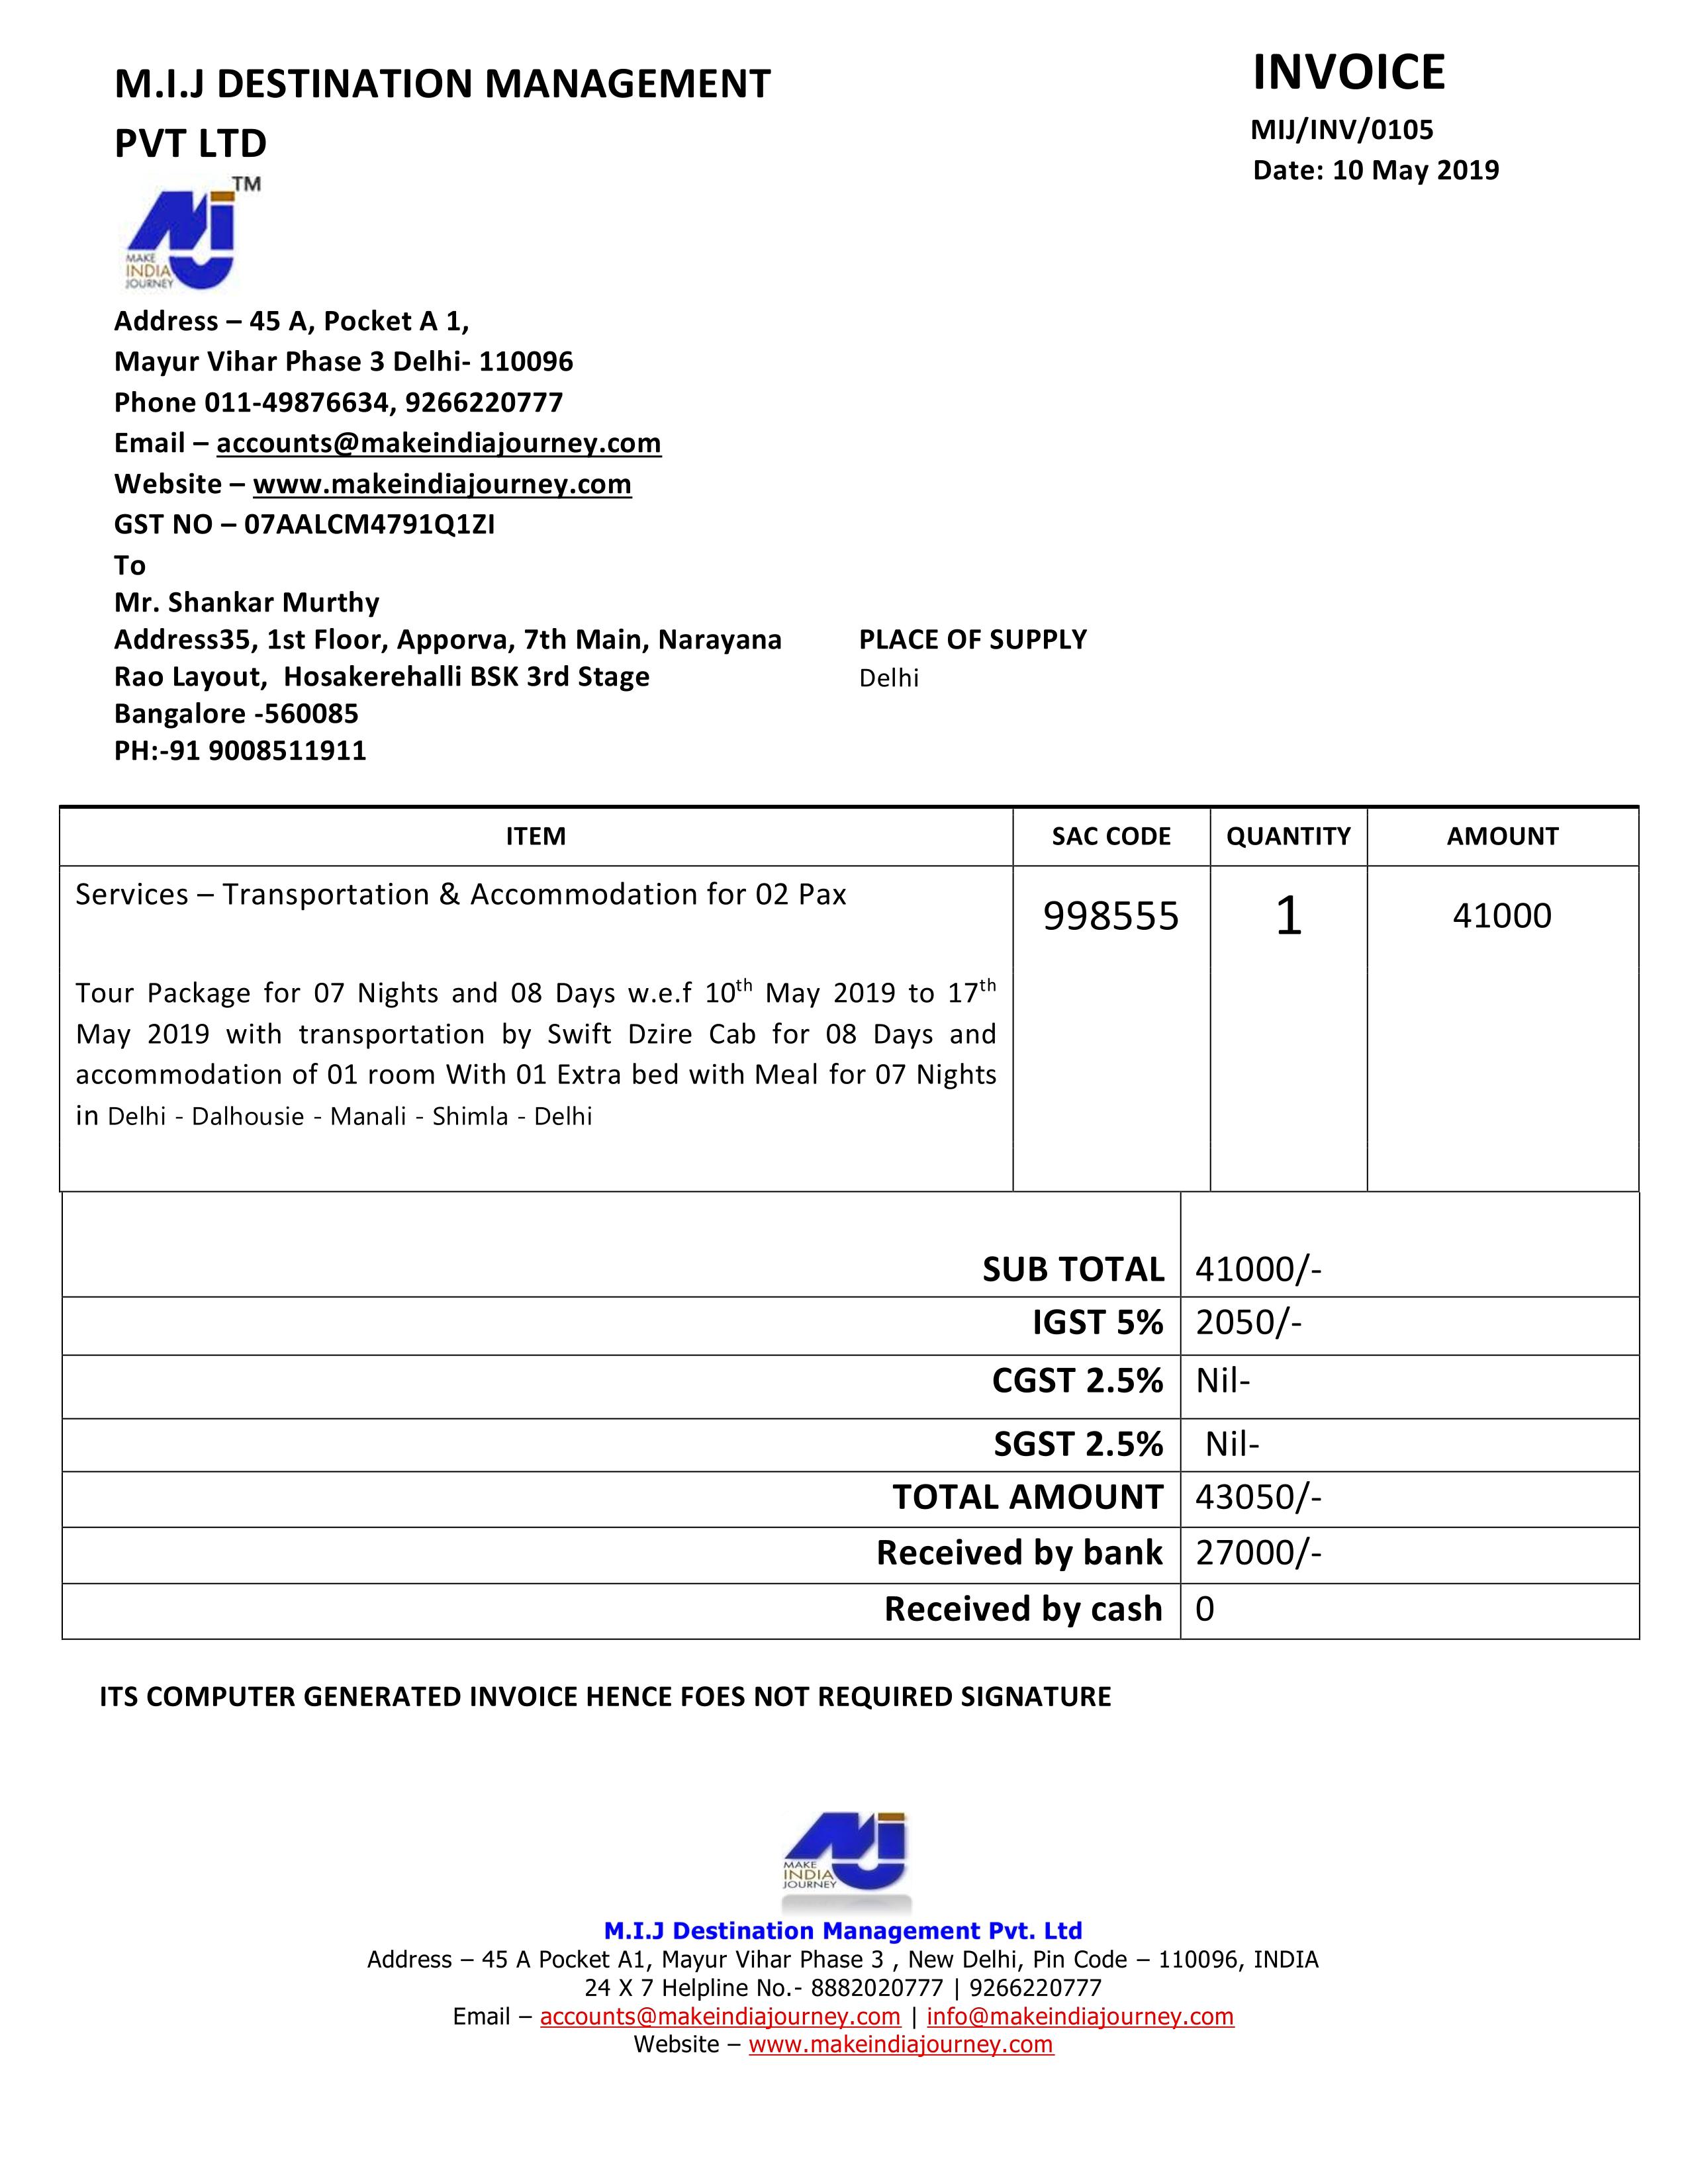 M.I.J DESTINATION MANAGEMENT
PVT LTD
INVOICE
MIJ/INV/0105
Date: 10 May 2019
TM
MAKE
INDIA
JOURNEY
Address – 45 A, Pocket A 1,
Mayur Vihar Phase 3 Delhi- 110096
Phone 011-49876634, 9266220777
Email – accounts@makeindiajourney.com
Website – www.makeindiajourney.com
GST NO – 07AALCM4791Q1ZI
To
Mr. Shankar Murthy
Address35, 1st Floor, Apporva, 7th Main, Narayana
Rao Layout,  Hosakerehalli BSK 3rd Stage
Bangalore -560085
PH:-91 9008511911
PLACE OF SUPPLY
Delhi
ITEM SAC CODE QUANTITY AMOUNT
Services – Transportation & Accommodation for 02 Pax 998555 1 41000
Tour Package for 07 Nights and 08 Days w.e.f 10th May 2019 to 17th
May 2019 with transportation by Swift Dzire Cab for 08 Days and
accommodation of 01 room With 01 Extra bed with Meal for 07 Nights
in Delhi - Dalhousie - Manali - Shimla - Delhi
SUB TOTAL 41000/-
IGST 5% 2050/-
CGST 2.5% Nil-
SGST 2.5% Nil-
TOTAL AMOUNT 43050/-
Received by bank 27000/-
Received by cash 0
ITS COMPUTER GENERATED INVOICE HENCE FOES NOT REQUIRED SIGNATURE
MAKE
INDIA
JOURNEY
M.I.J Destination Management Pvt. Ltd
Address – 45 A Pocket A1, Mayur Vihar Phase 3 , New Delhi, Pin Code – 110096, INDIA
24 X 7 Helpline No.- 8882020777 | 9266220777
Email – accounts@makeindiajourney.com | info@makeindiajourney.com
Website – www.makeindiajourney.com